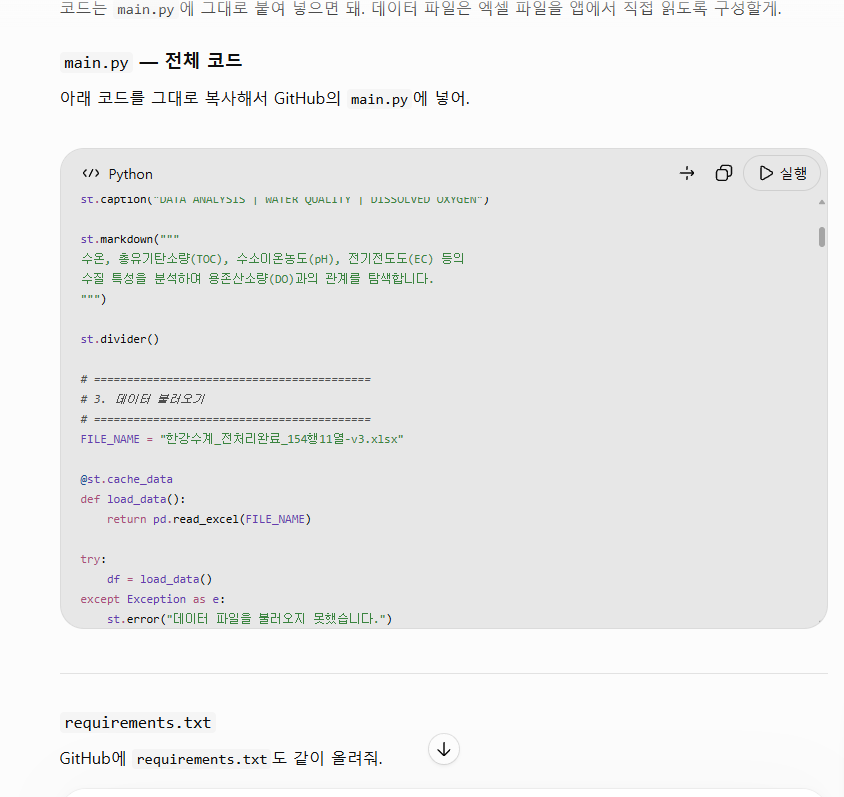 코드는 main.py 에 그대로 붙여 넣으면 돼. 데이터 파일은 엑셀 파일을 앱에서 직접 읽도록 구성할게.
main.py — 전체 코드
아래 코드를 그대로 복사해서 GitHub의 main.py 에 넣어.
Python
실행
st.caption("DATA ANALYSIS | WATER QUALITY | DISSOLVED OXYGEN")
st.markdown("""
수온, 총유기탄소량(TOC), 수소이온농도(pH), 전기전도도(EC) 등의
수질 특성을 분석하며 용존산소량(DO)과의 관계를 탐색합니다.
""")
st.divider()
# ==========================================
# 3. 데이터 불러오기
# ==========================================
FILE_NAME = "한강수계_전처리완료_154행11열-v3.xlsx"
@st.cache_data
def load_data():
    return pd.read_excel(FILE_NAME)
try:
    df = load_data()
except Exception as e:
    st.error("데이터 파일을 불러오지 못했습니다.")
requirements.txt
GitHub에 requirements.txt 도 같이 올려줘.